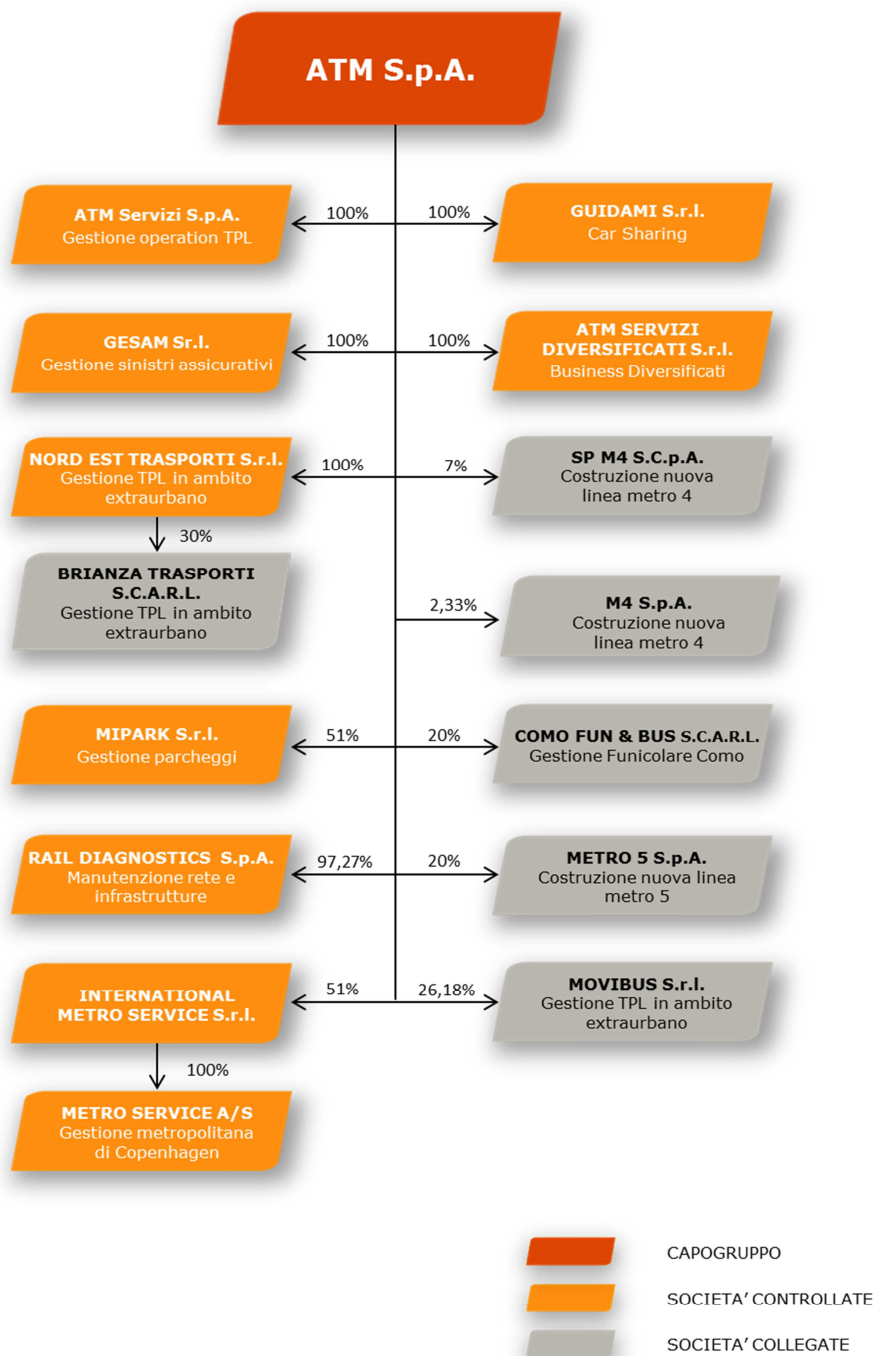 ATM S.p.A.
ATM Servizi S.p.A.
Gestione operation TPL
100%
100%
GUIDAMI S.r.l.
Car Sharing
GESAM Sr.l.
Gestione sinistri assicurativi
100%
100%
ATM SERVIZI
DIVERSIFICATI S.r.l.
Business Diversificati
NORD EST TRASPORTI S.r.l.
Gestione TPL in ambito
extraurbano
100%
7%
SP M4 S.C.p.A.
Costruzione nuova
linea metro 4
30%
BRIANZA TRASPORTI
S.C.A.R.L.
Gestione TPL in ambito
extraurbano
2,33%
M4 S.p.A.
Costruzione nuova
linea metro 4
MIPARK S.r.l.
Gestione parcheggi
51%
20%
COMO FUN & BUS S.C.A.R.L.
Gestione Funicolare Como
RAIL DIAGNOSTICS S.p.A.
Manutenzione rete e
infrastrutture
97,27%
20%
METRO 5 S.p.A.
Costruzione nuova linea
metro 5
INTERNATIONAL
METRO SERVICE S.r.l.
51%
26,18%
MOVIBUS S.r.l.
Gestione TPL in ambito
extraurbano
100%
METRO SERVICE A/S
Gestione metropolitana
di Copenhagen
CAPOGRUPPO
SOCIETA' CONTROLLATE
SOCIETA' COLLEGATE